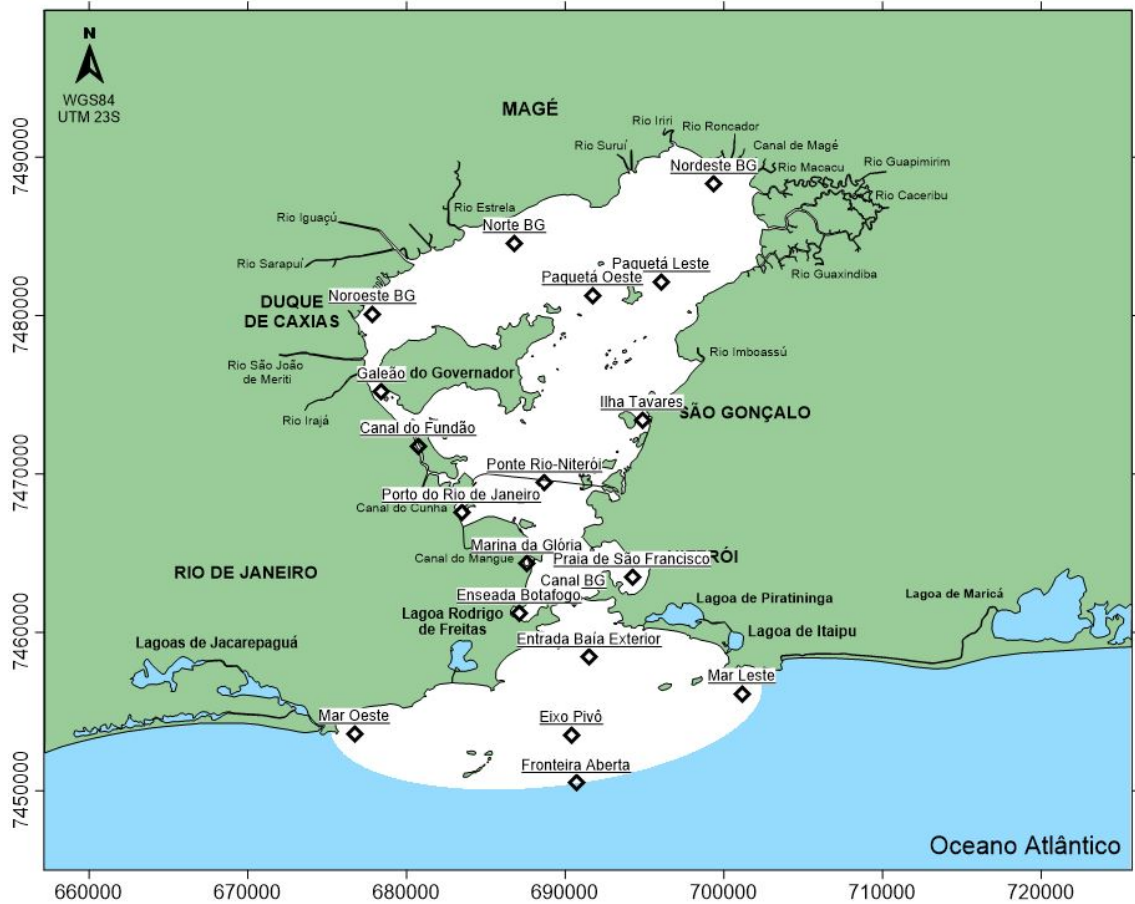 N
WGS84
UTM 23S
MAGÉ
Rio Iriri
Rio Roncador
Rio Suruí
Canal de Magé
Nordeste BG
Rio Macacu
Rio Guapimirim
Rio Caceribu
Rio Estrela
Rio Iguaçú
Norte BG
Rio Sarapuí
Paquetá Leste
Rio Guaxindiba
Paquetá Oeste
Noroeste BG
DUQUE
DE CAXIAS
Rio Imboassú
Rio São João
de Meriti
Galeão do Governador
Ilha Tavares
SÃO GONÇALO
Rio Irajá
Canal do Fundão
Ponte Rio-Niterói
Porto do Rio de Janeiro
Canal do Cunha
Marina da Glória
Canal do Mangue
Praia de São Francisco
RÓI
RIO DE JANEIRO
Canal BG
Enseada Botafogo
Lagoa Rodrigo
de Freitas
Lagoa de Piratininga
Lagoa de Maricá
Lagoa de Itaipu
Lagoas de Jacarepaguá
Entrada Baía Exterior
Mar Leste
Mar Oeste
Eixo Pivô
Fronteira Aberta
Oceano Atlântico
7490000
7480000
7470000
7460000
7450000
660000
670000
680000
690000
700000
710000
720000